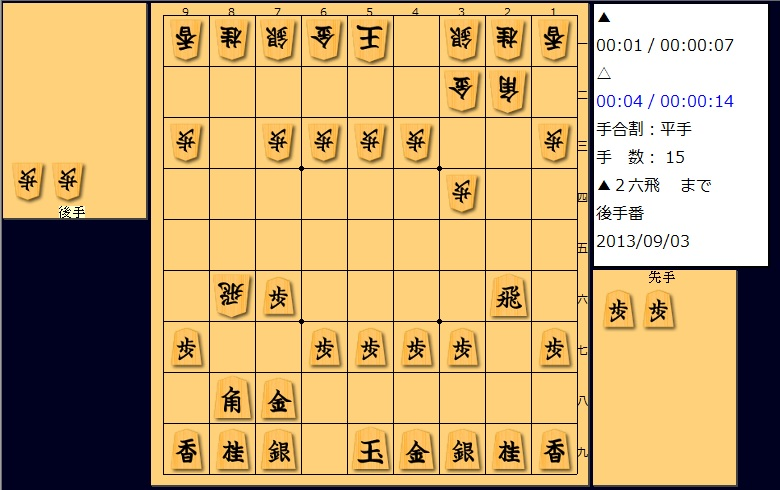 9 8 7 6 5 4 3 2 1
香 桂 銀 金 王 銀 桂 香 一
金 角 二
歩 歩 歩 歩 歩 歩 三
歩 歩 歩 四
後手
五
飛 歩 飛 六
歩 歩 歩 歩 歩 歩 七
角 金 八
香 桂 銀 玉 金 銀 桂 香 九
▲
00:01 / 00:00:07
△
00:04 / 00:00:14
手合割：平手
手　数： 15
▲２六飛　 まで
後手番
2013/09/03
先手
歩 歩